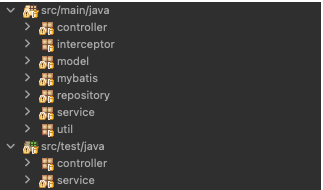 src/main/java
controller
interceptor
model
mybatis
repository
service
util
src/test/java
controller
service